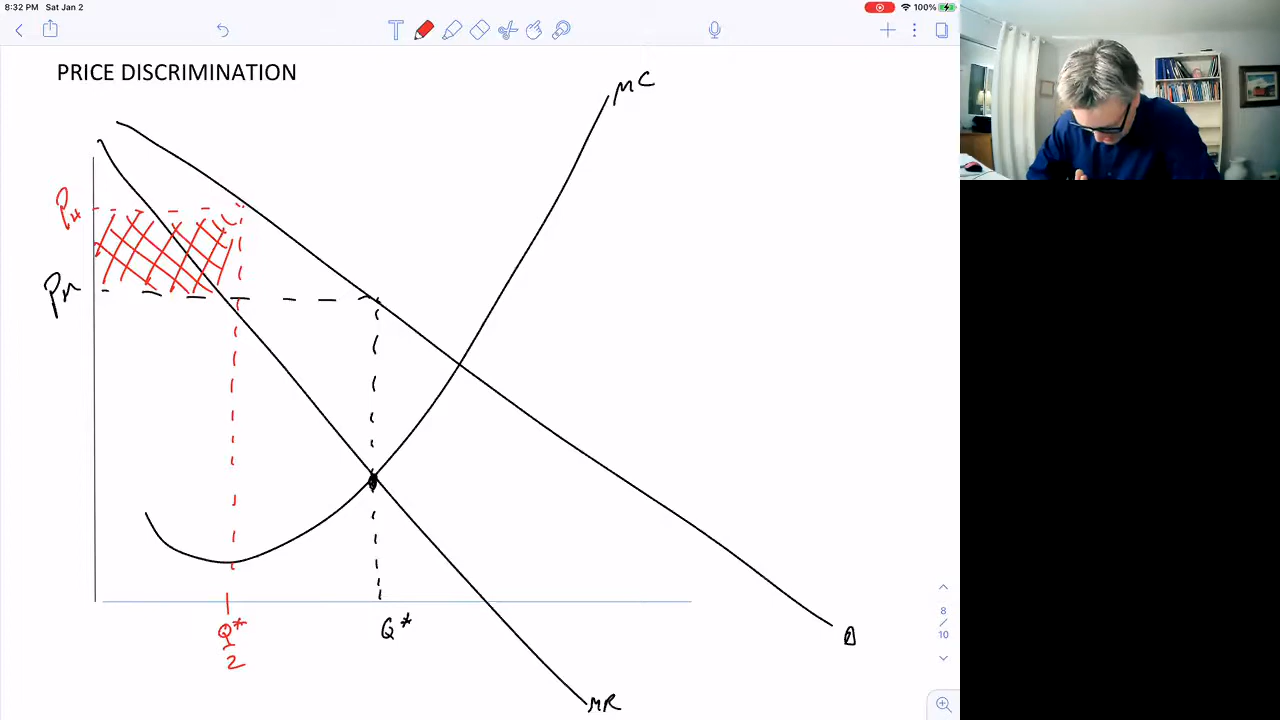 8:32 PM Sat Jan 2
100%
PRICE DISCRIMINATION
MC
PH
PM
Q*
2
Q*
D
MR
8
/
10